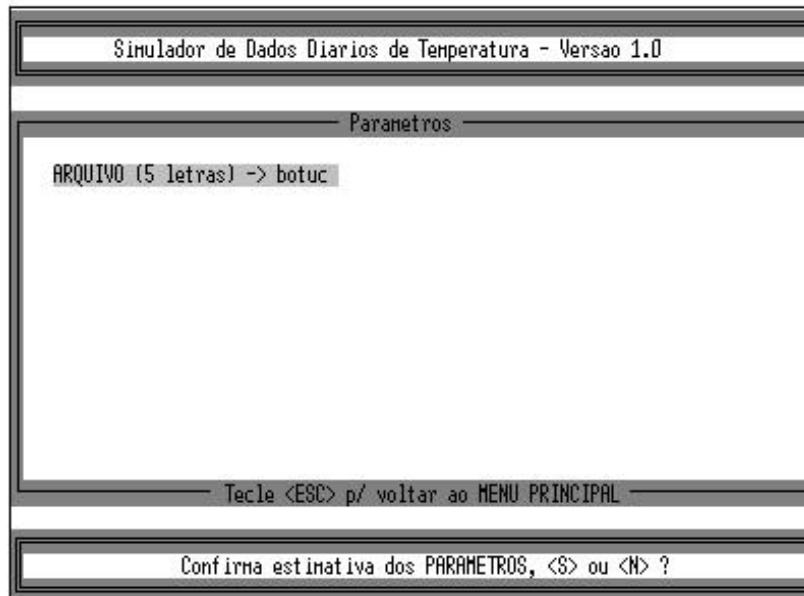 Simulador de Dados Diarios de Temperatura - Versao 1.0
Parametros
ARQUIVO (5 letras) -> botuc
Tecle <ESC> p/ voltar ao MENU PRINCIPAL
Confirma estimativa dos PARAMETROS, <S> ou <N> ?